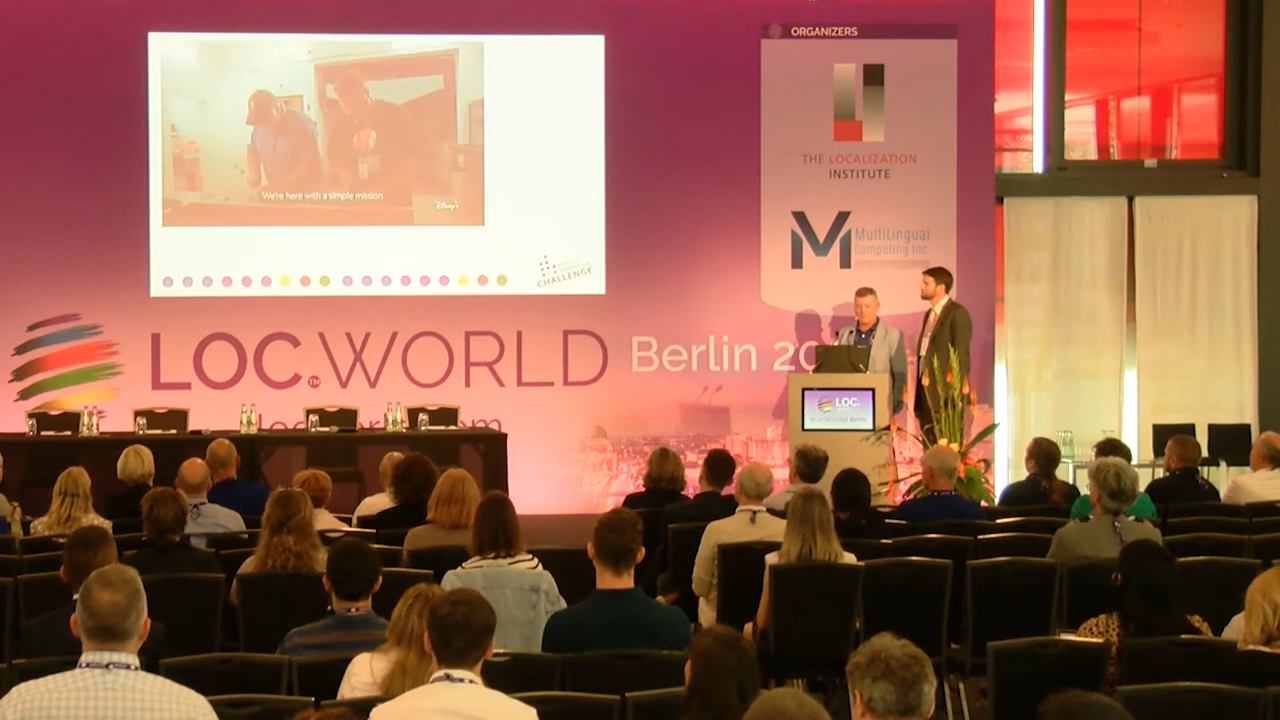 ORGANIZERS
THE LOCALIZATION
INSTITUTE
We're here with a simple mission
Disney+
MultiLingual
Computing Inc
CHALLENGE
LOC.WORLD
TM
Berlin 20
LOC.